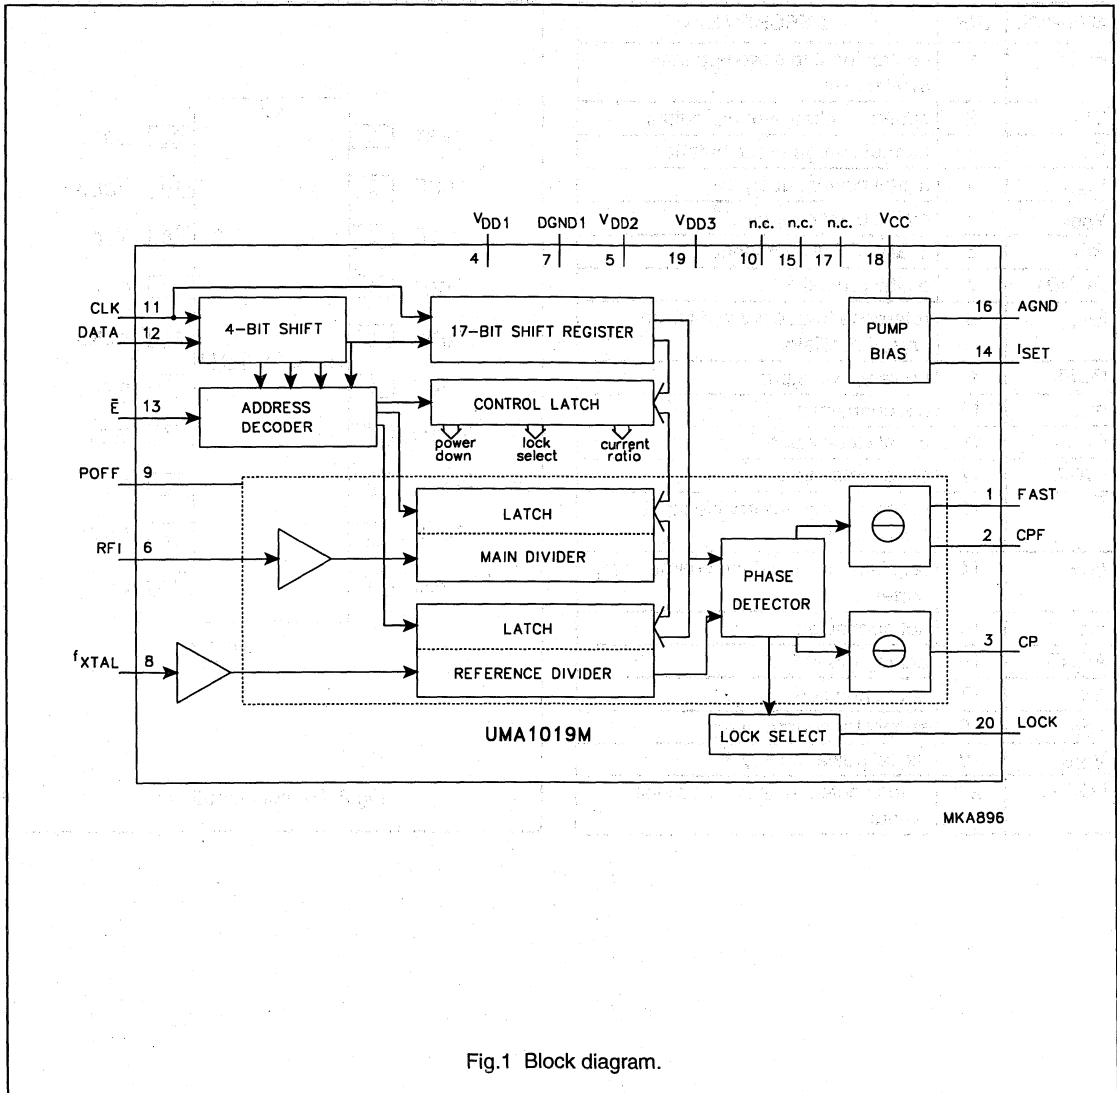 VDD1 DGND1 VDD2 VDD3 n.c. n.c. n.c. VCC
4 7 5 19 10 15 17 18
CLK 11
DATA 12
4-BIT SHIFT
17-BIT SHIFT REGISTER
PUMP
BIAS
16 AGND
14 ISET
E̅ 13
ADDRESS
DECODER
CONTROL LATCH
power
down
lock
select
current
ratio
POFF 9
LATCH
1 FAST
RFI 6
MAIN DIVIDER
2 CPF
PHASE
DETECTOR
LATCH
3 CP
fXTAL 8
REFERENCE DIVIDER
UMA1019M
LOCK SELECT
20 LOCK
MKA896
Fig.1 Block diagram.